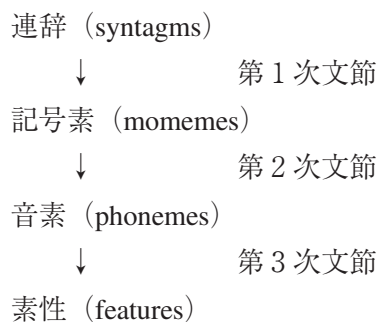 連辞（syntagms）
↓ 第１次文節
記号素（momemes）
↓ 第２次文節
音素（phonemes）
↓ 第３次文節
素性（features）